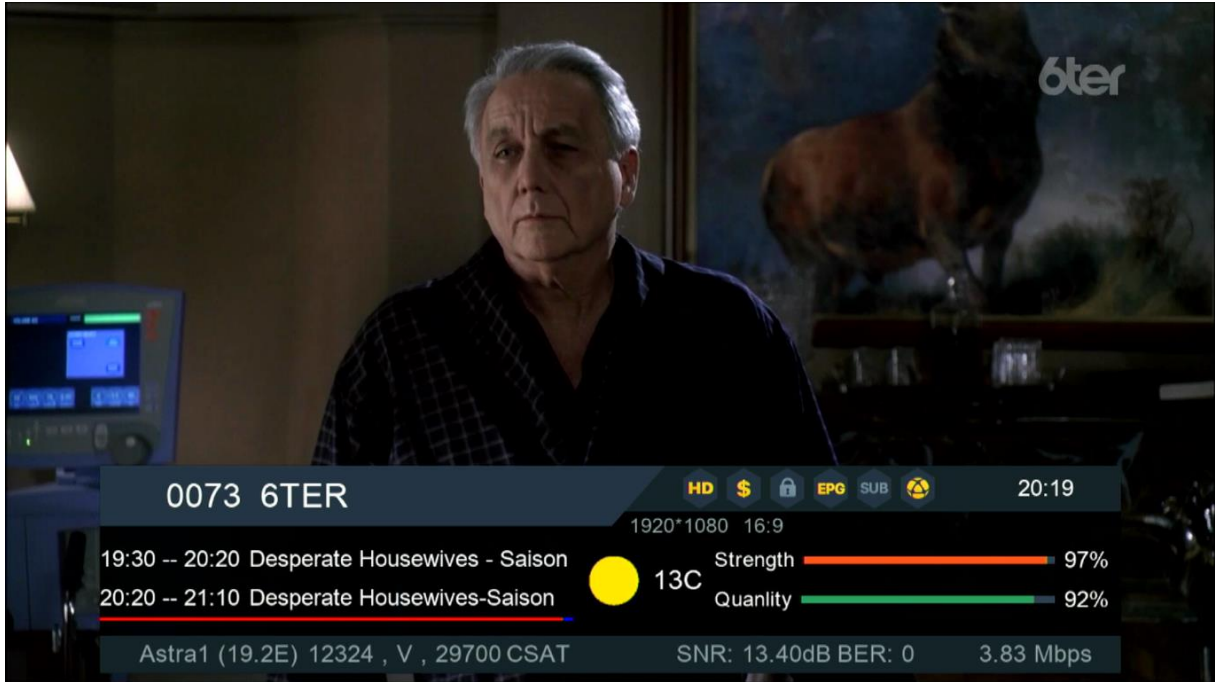 6ter
0073 6TER
HD $ EPG SUB
20:19
1920*1080 16:9
19:30 -- 20:20 Desperate Housewives - Saison
20:20 -- 21:10 Desperate Housewives-Saison
13C
Strength 97%
Quanlity 92%
Astra1 (19.2E) 12324 , V , 29700 CSAT
SNR: 13.40dB BER: 0
3.83 Mbps